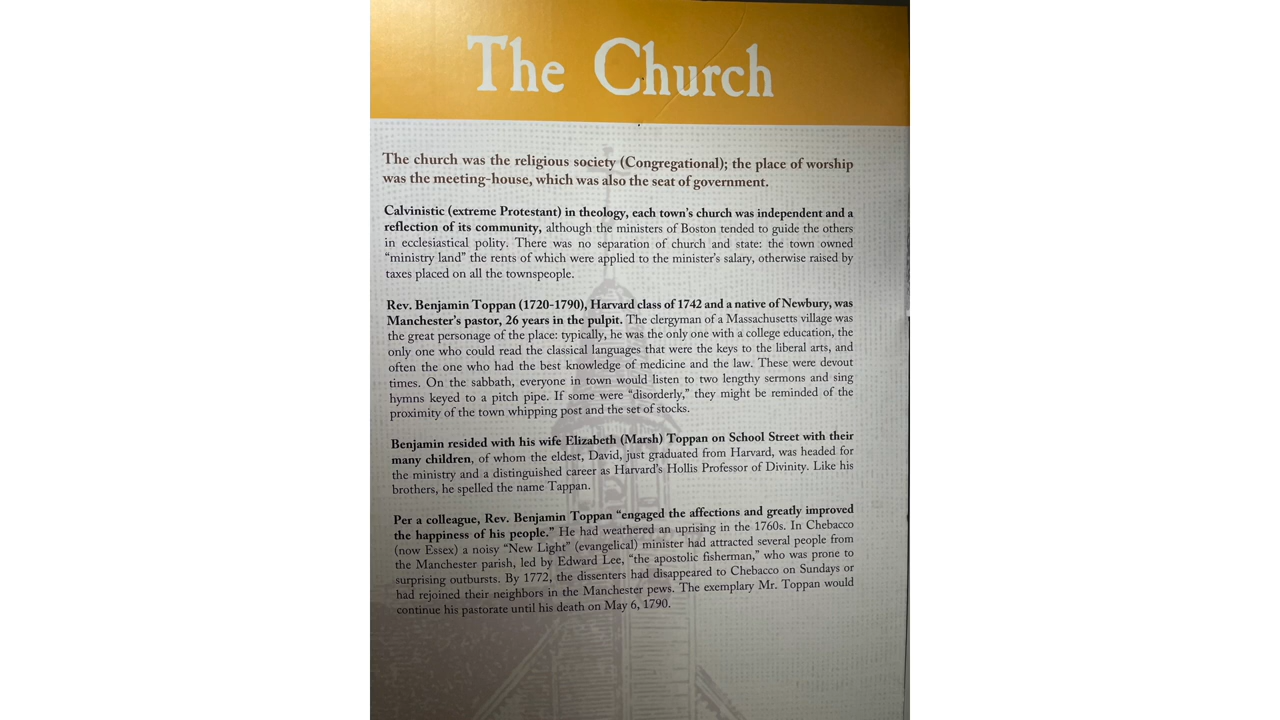 The Church
The church was the religious society (Congregational); the place of worship
was the meeting-house, which was also the seat of government.
Calvinistic (extreme Protestant) in theology, each town's church was independent and a
reflection of its community, although the ministers of Boston tended to guide the others
in ecclesiastical polity. There was no separation of church and state: the town owned
"ministry land" the rents of which were applied to the minister's salary, otherwise raised by
taxes placed on all the townspeople.
Rev. Benjamin Toppan (1720-1790), Harvard class of 1742 and a native of Newbury, was
Manchester's pastor, 26 years in the pulpit. The clergyman of a Massachusetts village was
the great personage of the place: typically, he was the only one with a college education, the
only one who could read the classical languages that were the keys to the liberal arts, and
often the one who had the best knowledge of medicine and the law. These were devout
times. On the sabbath, everyone in town would listen to two lengthy sermons and sing
hymns keyed to a pitch pipe. If some were "disorderly," they might be reminded of the
proximity of the town whipping post and the set of stocks.
Benjamin resided with his wife Elizabeth (Marsh) Toppan on School Street with their
many children, of whom the eldest, David, just graduated from Harvard, was headed for
the ministry and a distinguished career as Harvard's Hollis Professor of Divinity. Like his
brothers, he spelled the name Tappan.
Per a colleague, Rev. Benjamin Toppan "engaged the affections and greatly improved
the happiness of his people." He had weathered an uprising in the 1760s. In Chebacco
(now Essex) a noisy "New Light" (evangelical) minister had attracted several people from
the Manchester parish, led by Edward Lee, "the apostolic fisherman," who was prone to
surprising outbursts. By 1772, the dissenters had disappeared to Chebacco on Sundays or
had rejoined their neighbors in the Manchester pews. The exemplary Mr. Toppan would
continue his pastorate until his death on May 6, 1790.